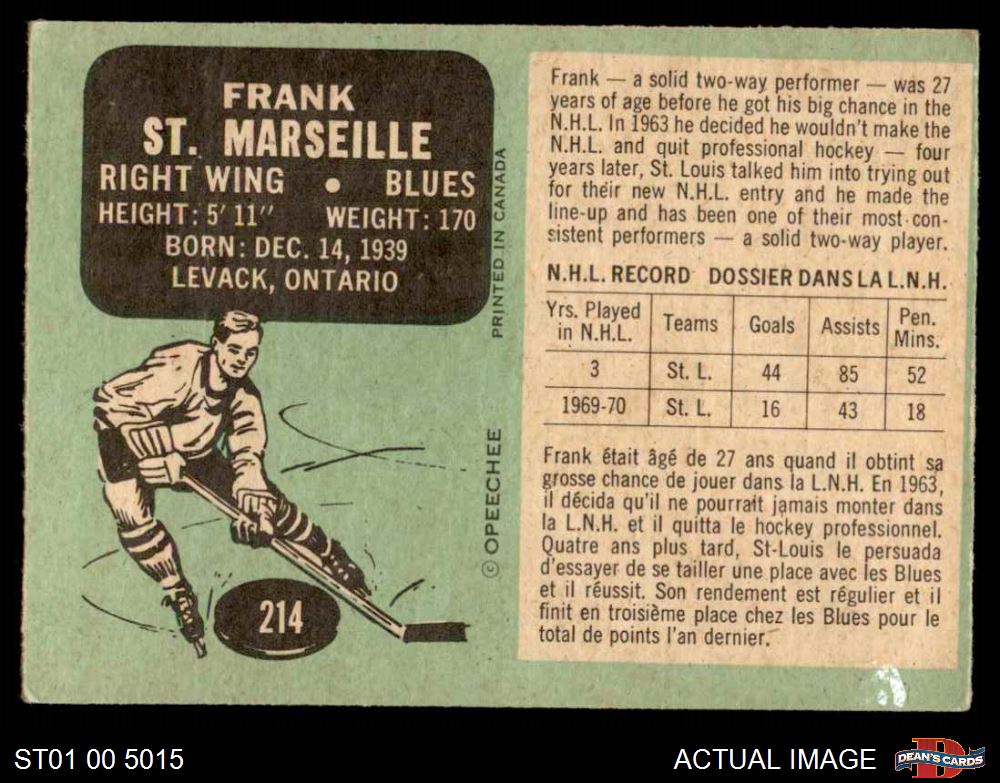 FRANK
ST. MARSEILLE
RIGHT WING • BLUES
HEIGHT: 5' 11" WEIGHT: 170
BORN: DEC. 14, 1939
LEVACK, ONTARIO
PRINTED IN CANADA
© OPEECHEE
214
Frank — a solid two-way performer — was 27
years of age before he got his big chance in the
N.H.L. In 1963 he decided he wouldn't make the
N.H.L. and quit professional hockey — four
years later, St. Louis talked him into trying out
for their new N.H.L. entry and he made the
line-up and has been one of their most con-
sistent performers — a solid two-way player.
N.H.L. RECORD DOSSIER DANS LA L.N.H.
Yrs. Played in N.H.L. Teams Goals Assists Pen. Mins.
3 St. L. 44 85 52
1969-70 St. L. 16 43 18
Frank était âgé de 27 ans quand il obtint sa
grosse chance de jouer dans la L.N.H. En 1963,
il décida qu'il ne pourrait jamais monter dans
la L.N.H. et il quitta le hockey professionnel.
Quatre ans plus tard, St-Louis le persuada
d'essayer de se tailler une place avec les Blues
et il réussit. Son rendement est régulier et il
finit en troisième place chez les Blues pour le
total de points l'an dernier.
ST01 00 5015
ACTUAL IMAGE
D
DEAN'S CARDS